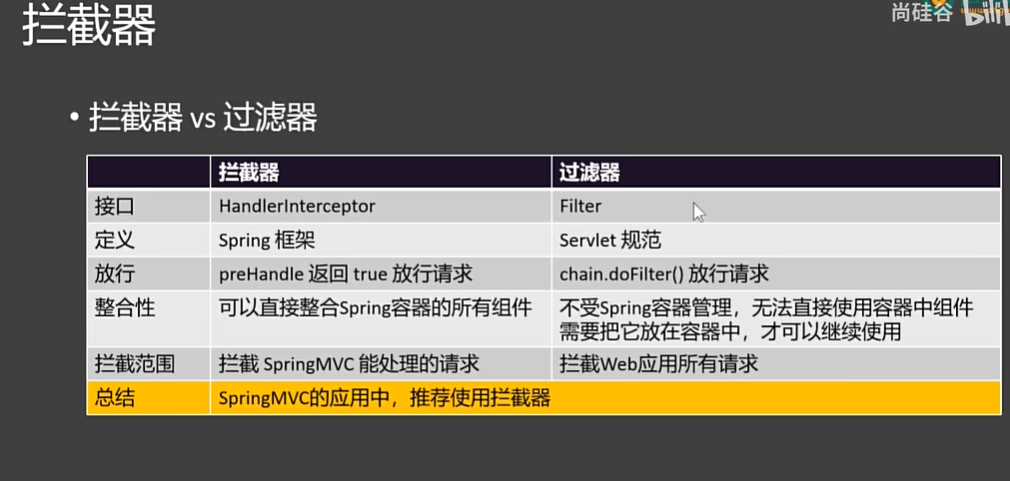 拦截器
尚硅谷 bili
• 拦截器 vs 过滤器
拦截器 过滤器
接口 HandlerInterceptor Filter
定义 Spring 框架 Servlet 规范
放行 preHandle 返回 true 放行请求 chain.doFilter() 放行请求
整合性 可以直接整合Spring容器的所有组件 不受Spring容器管理，无法直接使用容器中组件
需要把它放在容器中，才可以继续使用
拦截范围 拦截 SpringMVC 能处理的请求 拦截Web应用所有请求
总结 SpringMVC的应用中，推荐使用拦截器